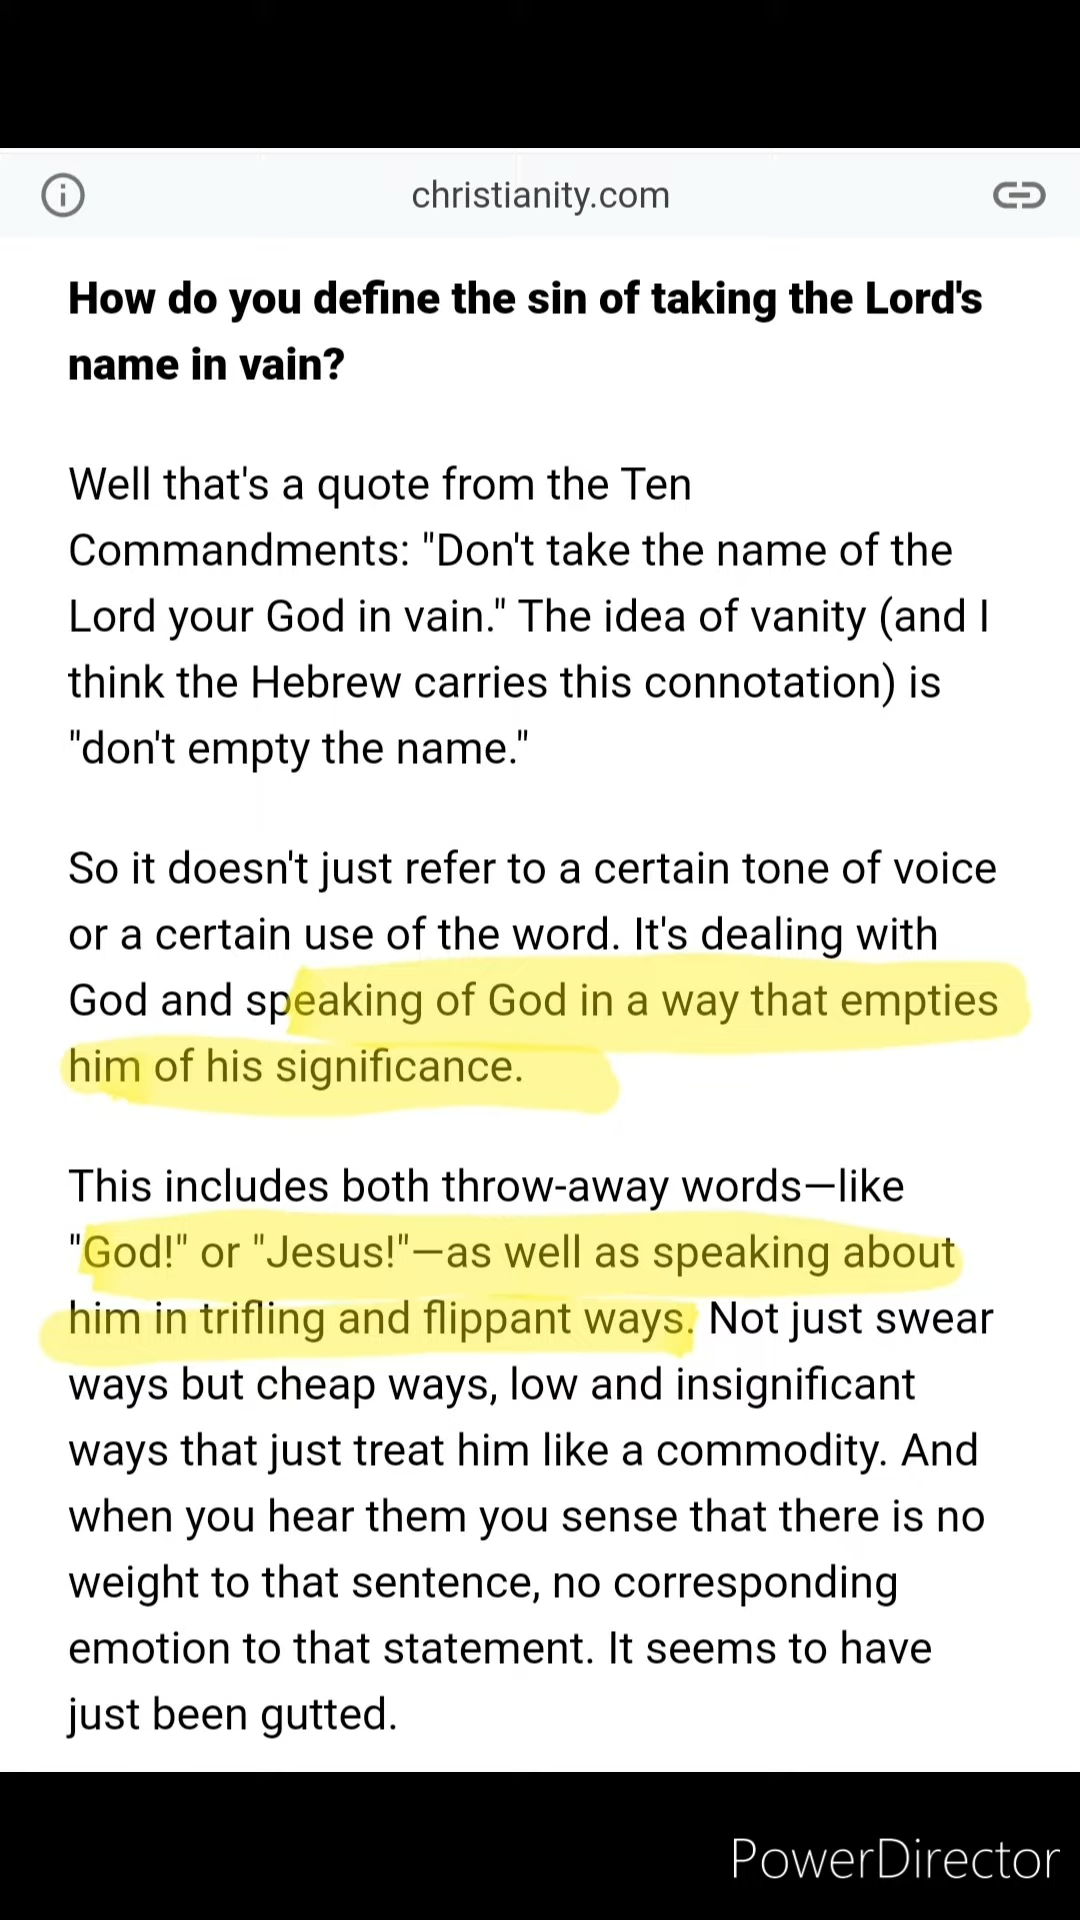 christianity.com
How do you define the sin of taking the Lord's
name in vain?
Well that's a quote from the Ten
Commandments: "Don't take the name of the
Lord your God in vain." The idea of vanity (and I
think the Hebrew carries this connotation) is
"don't empty the name."
So it doesn't just refer to a certain tone of voice
or a certain use of the word. It's dealing with
God and speaking of God in a way that empties
him of his significance.
This includes both throw-away words—like
"God!" or "Jesus!"—as well as speaking about
him in trifling and flippant ways. Not just swear
ways but cheap ways, low and insignificant
ways that just treat him like a commodity. And
when you hear them you sense that there is no
weight to that sentence, no corresponding
emotion to that statement. It seems to have
just been gutted.
PowerDirector